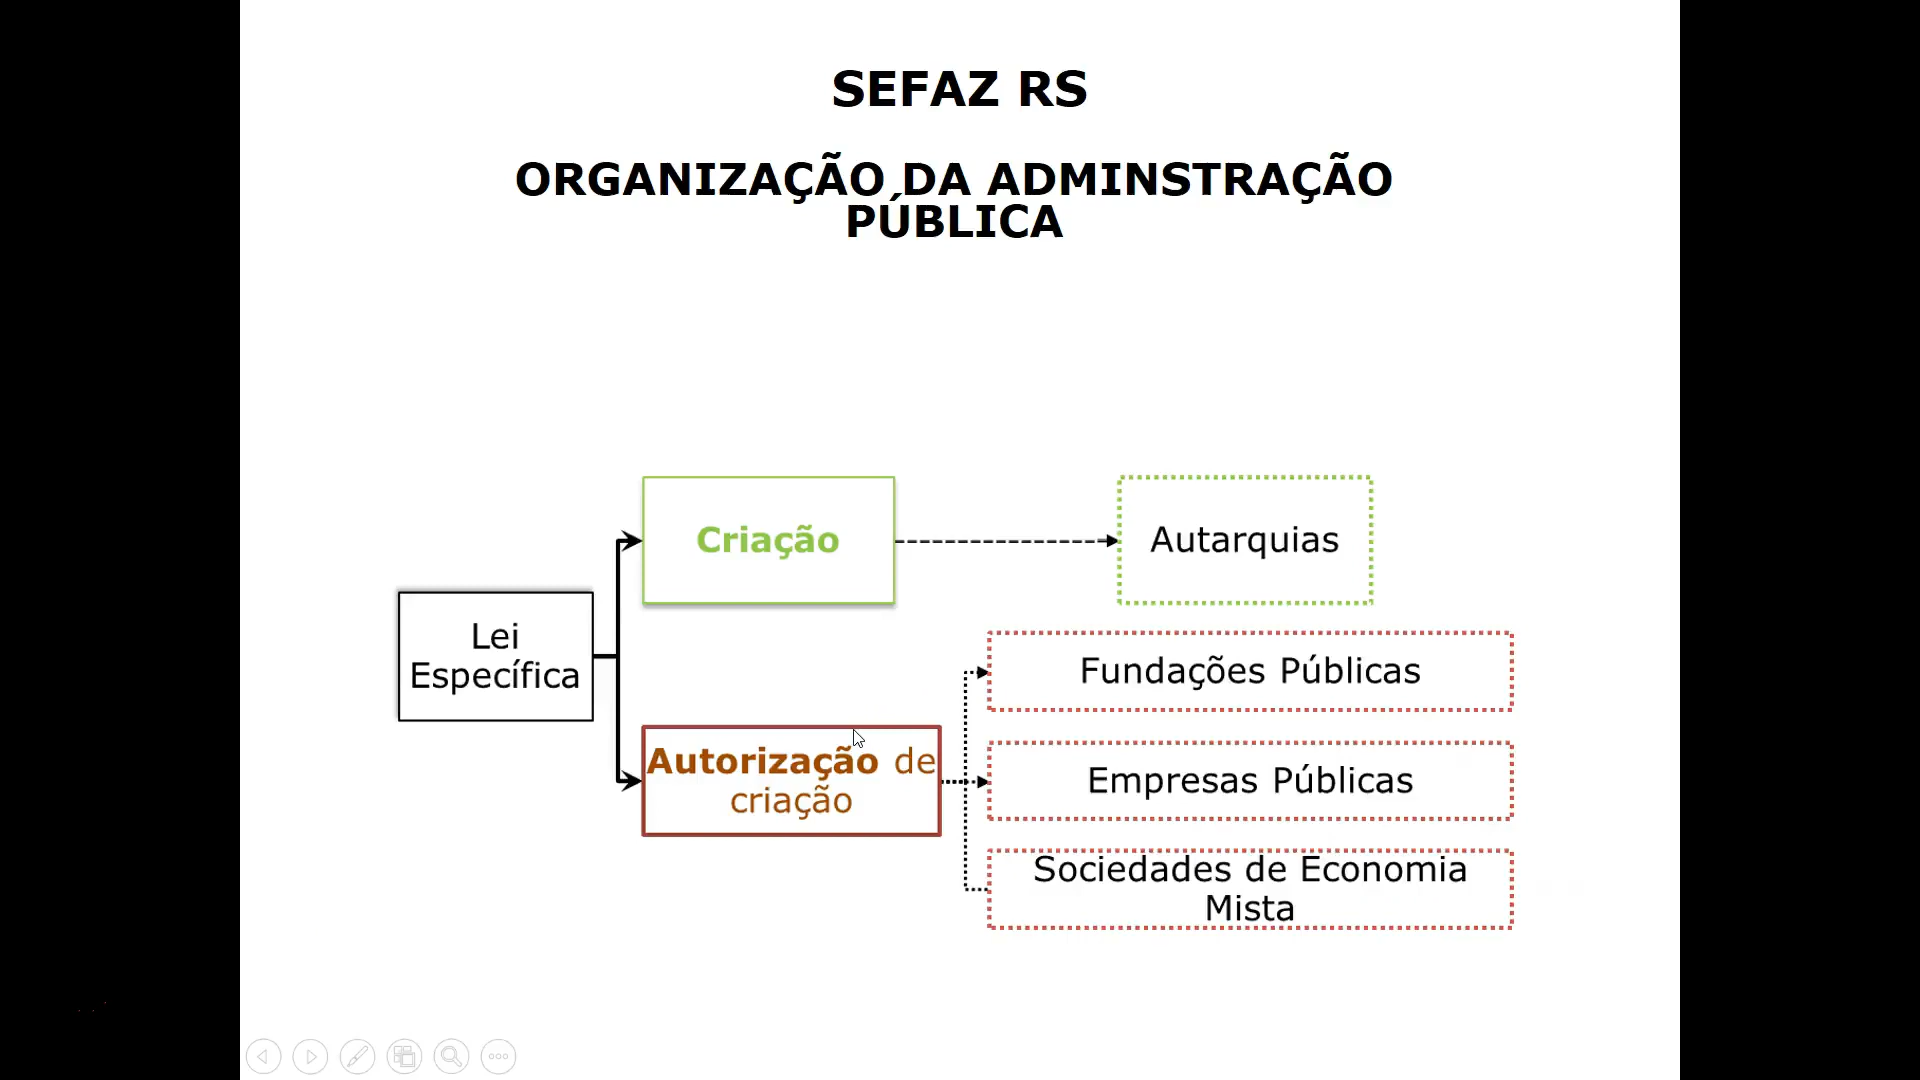 SEFAZ RS
ORGANIZAÇÃO DA ADMINSTRAÇÃO
PÚBLICA
Criação
Autarquias
Lei
Específica
Autorização de
criação
Fundações Públicas
Empresas Públicas
Sociedades de Economia
Mista